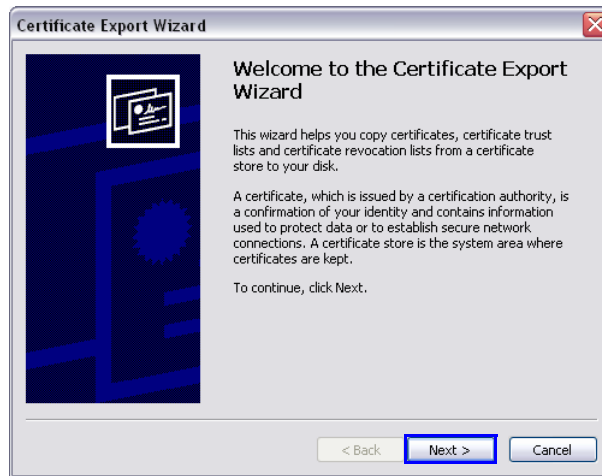 Certificate Export Wizard
Welcome to the Certificate Export
Wizard
This wizard helps you copy certificates, certificate trust
lists and certificate revocation lists from a certificate
store to your disk.
A certificate, which is issued by a certification authority, is
a confirmation of your identity and contains information
used to protect data or to establish secure network
connections. A certificate store is the system area where
certificates are kept.
To continue, click Next.
< Back Next > Cancel